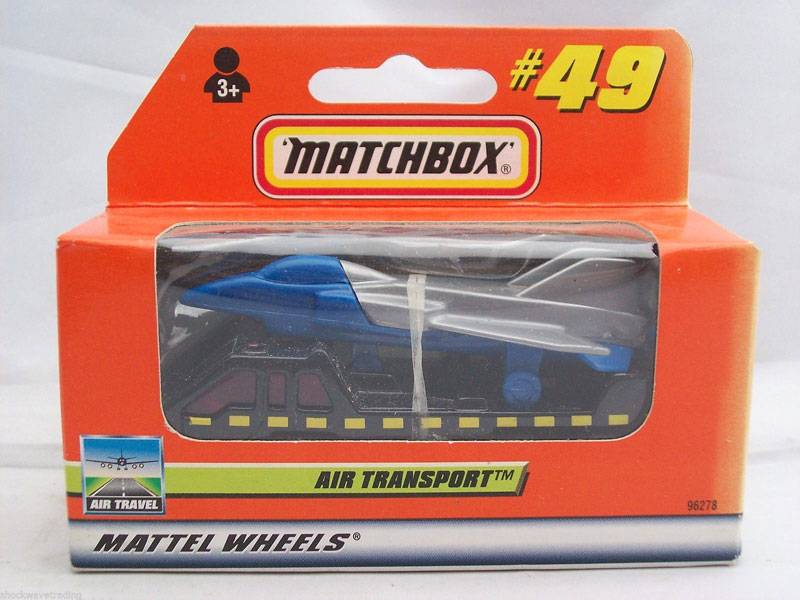 3+
#49
'MATCHBOX'®
AIR TRANSPORT™
AIR TRAVEL
96278
MATTEL WHEELS®
shockwavetrading